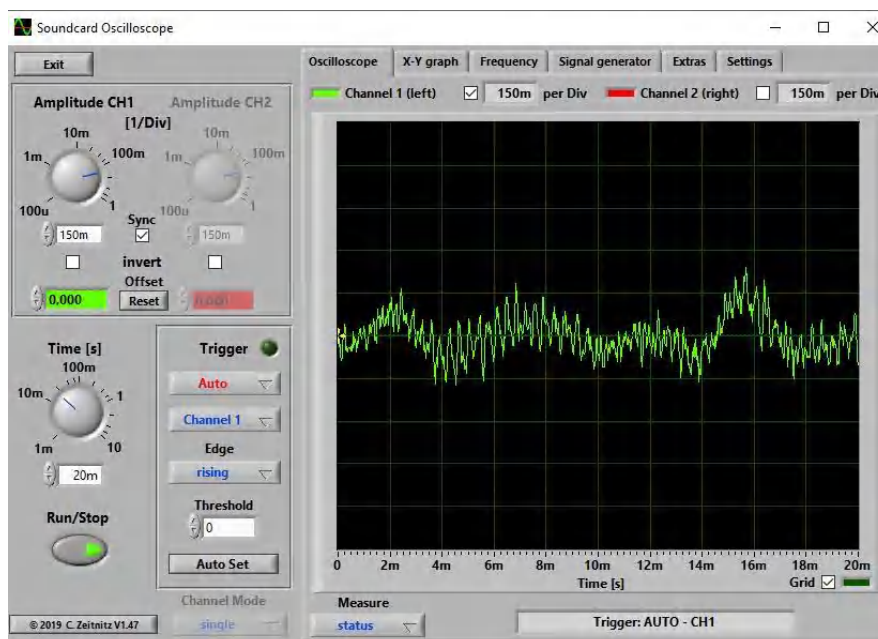 Soundcard Oscilloscope
Exit
Oscilloscope X-Y graph Frequency Signal generator Extras Settings
Channel 1 (left) 150m per Div Channel 2 (right) 150m per Div
Amplitude CH1 Amplitude CH2
[1/Div]
10m 10m
1m 100m 1m 100m
100u 1 100u 1
Sync
150m 150m
invert
Offset
0,000 Reset 0,000
Time [s]
100m
10m 1
1m 10
20m
Run/Stop
Trigger
Auto
Channel 1
Edge
rising
Threshold
0
Auto Set
Channel Mode
single
© 2019 C. Zeitnitz V1.47
0 2m 4m 6m 8m 10m 12m 14m 16m 18m 20m
Time [s] Grid
Measure
status
Trigger: AUTO - CH1